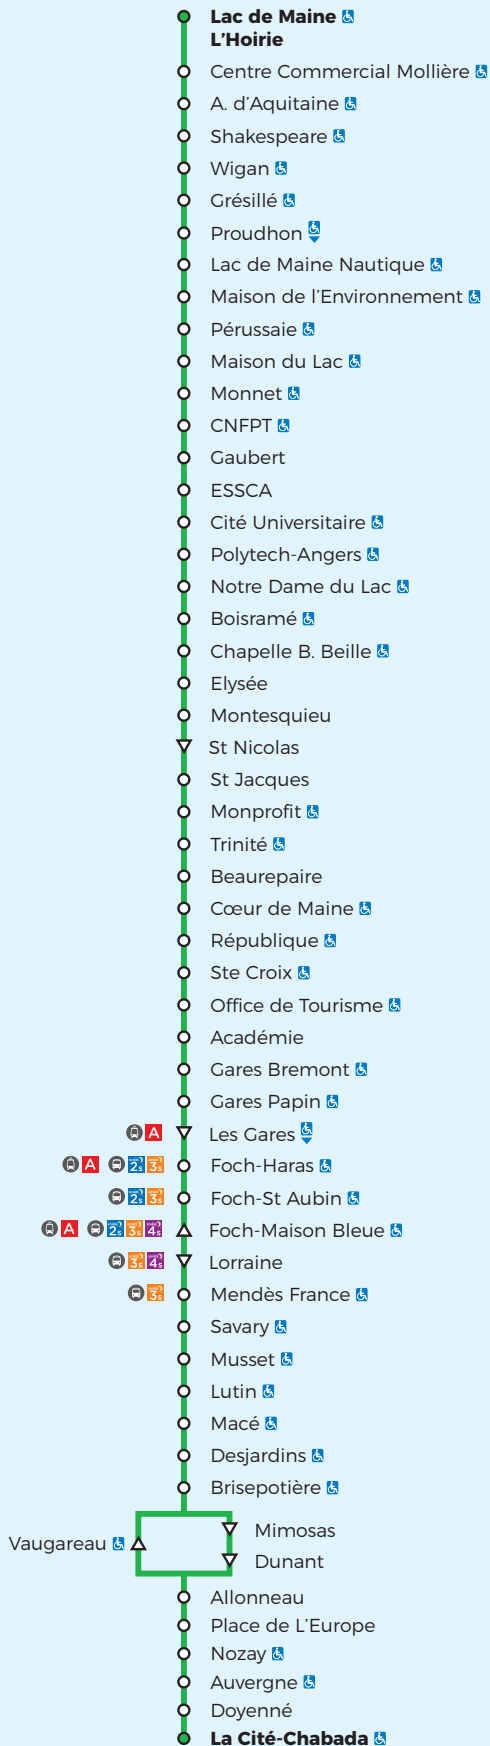 Lac de Maine
L'Hoirie
Centre Commercial Mollière
A. d'Aquitaine
Shakespeare
Wigan
Grésillé
Proudhon
Lac de Maine Nautique
Maison de l'Environnement
Pérussaie
Maison du Lac
Monnet
CNFPT
Gaubert
ESSCA
Cité Universitaire
Polytech-Angers
Notre Dame du Lac
Boisramé
Chapelle B. Beille
Elysée
Montesquieu
St Nicolas
St Jacques
Monprofit
Trinité
Beaurepaire
Cœur de Maine
République
Ste Croix
Office de Tourisme
Académie
Gares Bremont
Gares Papin
A Les Gares
A 2s 3s Foch-Haras
2s 3s Foch-St Aubin
A 2s 3s 4s Foch-Maison Bleue
3s 4s Lorraine
3s Mendès France
Savary
Musset
Lutin
Macé
Desjardins
Brisepotière
Mimosas
Vaugareau
Dunant
Allonneau
Place de L'Europe
Nozay
Auvergne
Doyenné
La Cité-Chabada